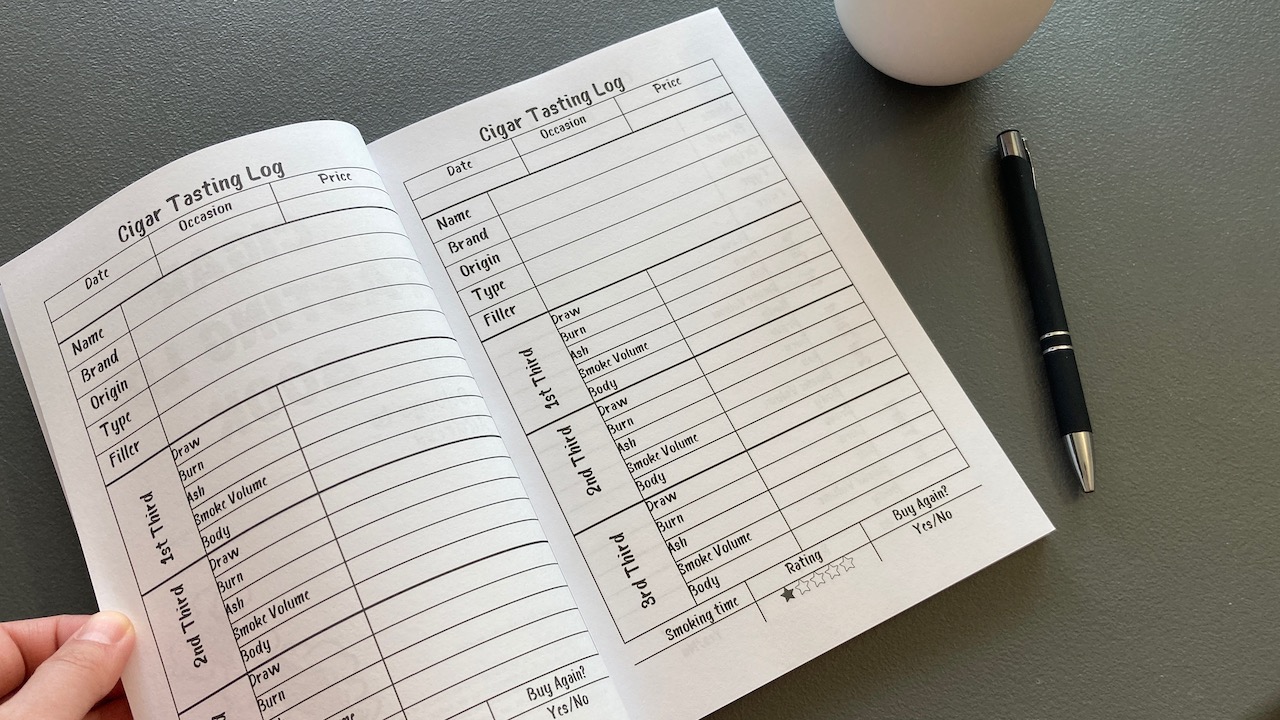 Cigar Tasting Log
Date Occasion Price
Name
Brand
Origin
Type
Filler
1st Third
Draw
Burn
Ash
Smoke Volume
Body
2nd Third
Draw
Burn
Ash
Smoke Volume
Body
Draw
Burn
Buy Again?
Yes/No
Cigar Tasting Log
Date Occasion Price
Name
Brand
Origin
Type
Filler
1st Third
Draw
Burn
Ash
Smoke Volume
Body
2nd Third
Draw
Burn
Ash
Smoke Volume
Body
3rd Third
Draw
Burn
Ash
Smoke Volume
Body
Smoking time Rating Buy Again?
Yes/No